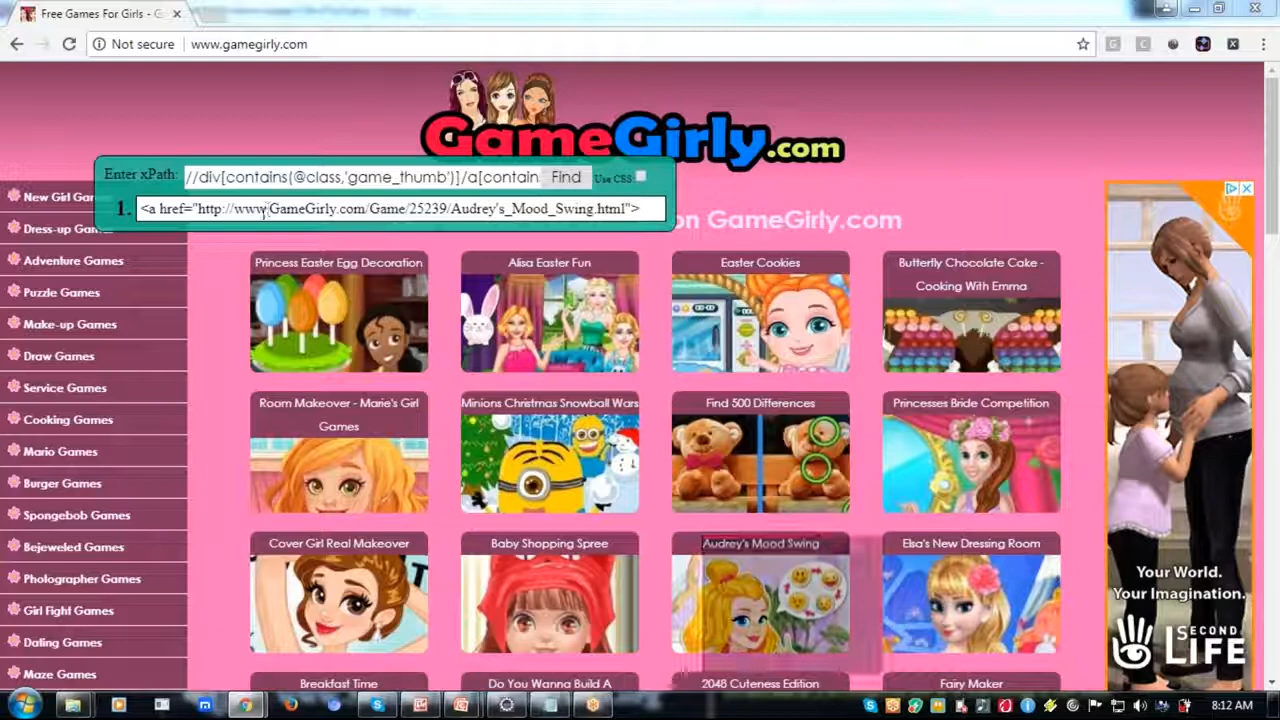 Free Games For Girls - G
Not secure
www.gamegirly.com
GameGirly.com
Enter xPath:
//div[contains(@class,'game_thumb')]/a[contain
Find
Use CSS:
1.
<a href="http://www.GameGirly.com/Game/25239/Audrey's_Mood_Swing.html">
on GameGirly.com
New Girl Gam
Dress-up Gam
Adventure Games
Puzzle Games
Make-up Games
Draw Games
Service Games
Cooking Games
Mario Games
Burger Games
Spongebob Games
Bejeweled Games
Photographer Games
Girl Fight Games
Daling Games
Maze Games
Princess Easter Egg Decoration
Alisa Easter Fun
Easter Cookies
Butterfly Chocolate Cake -
Cooking With Emma
Room Makeover - Marie's Girl
Games
Minions Christmas Snowball Wars
Find 500 Differences
Princesses Bride Competition
Cover Girl Real Makeover
Baby Shopping Spree
Audrey's Mood Swing
Elsa's New Dressing Room
Breakfast Time
Do You Wanna Build A
2048 Cuteness Edition
Fairy Maker
Your World.
Your Imagination.
SECOND
LIFE
8:12 AM